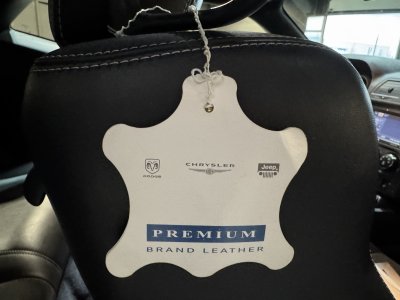 DODGE CHRYSLER Jeep
PREMIUM
BRAND LEATHER